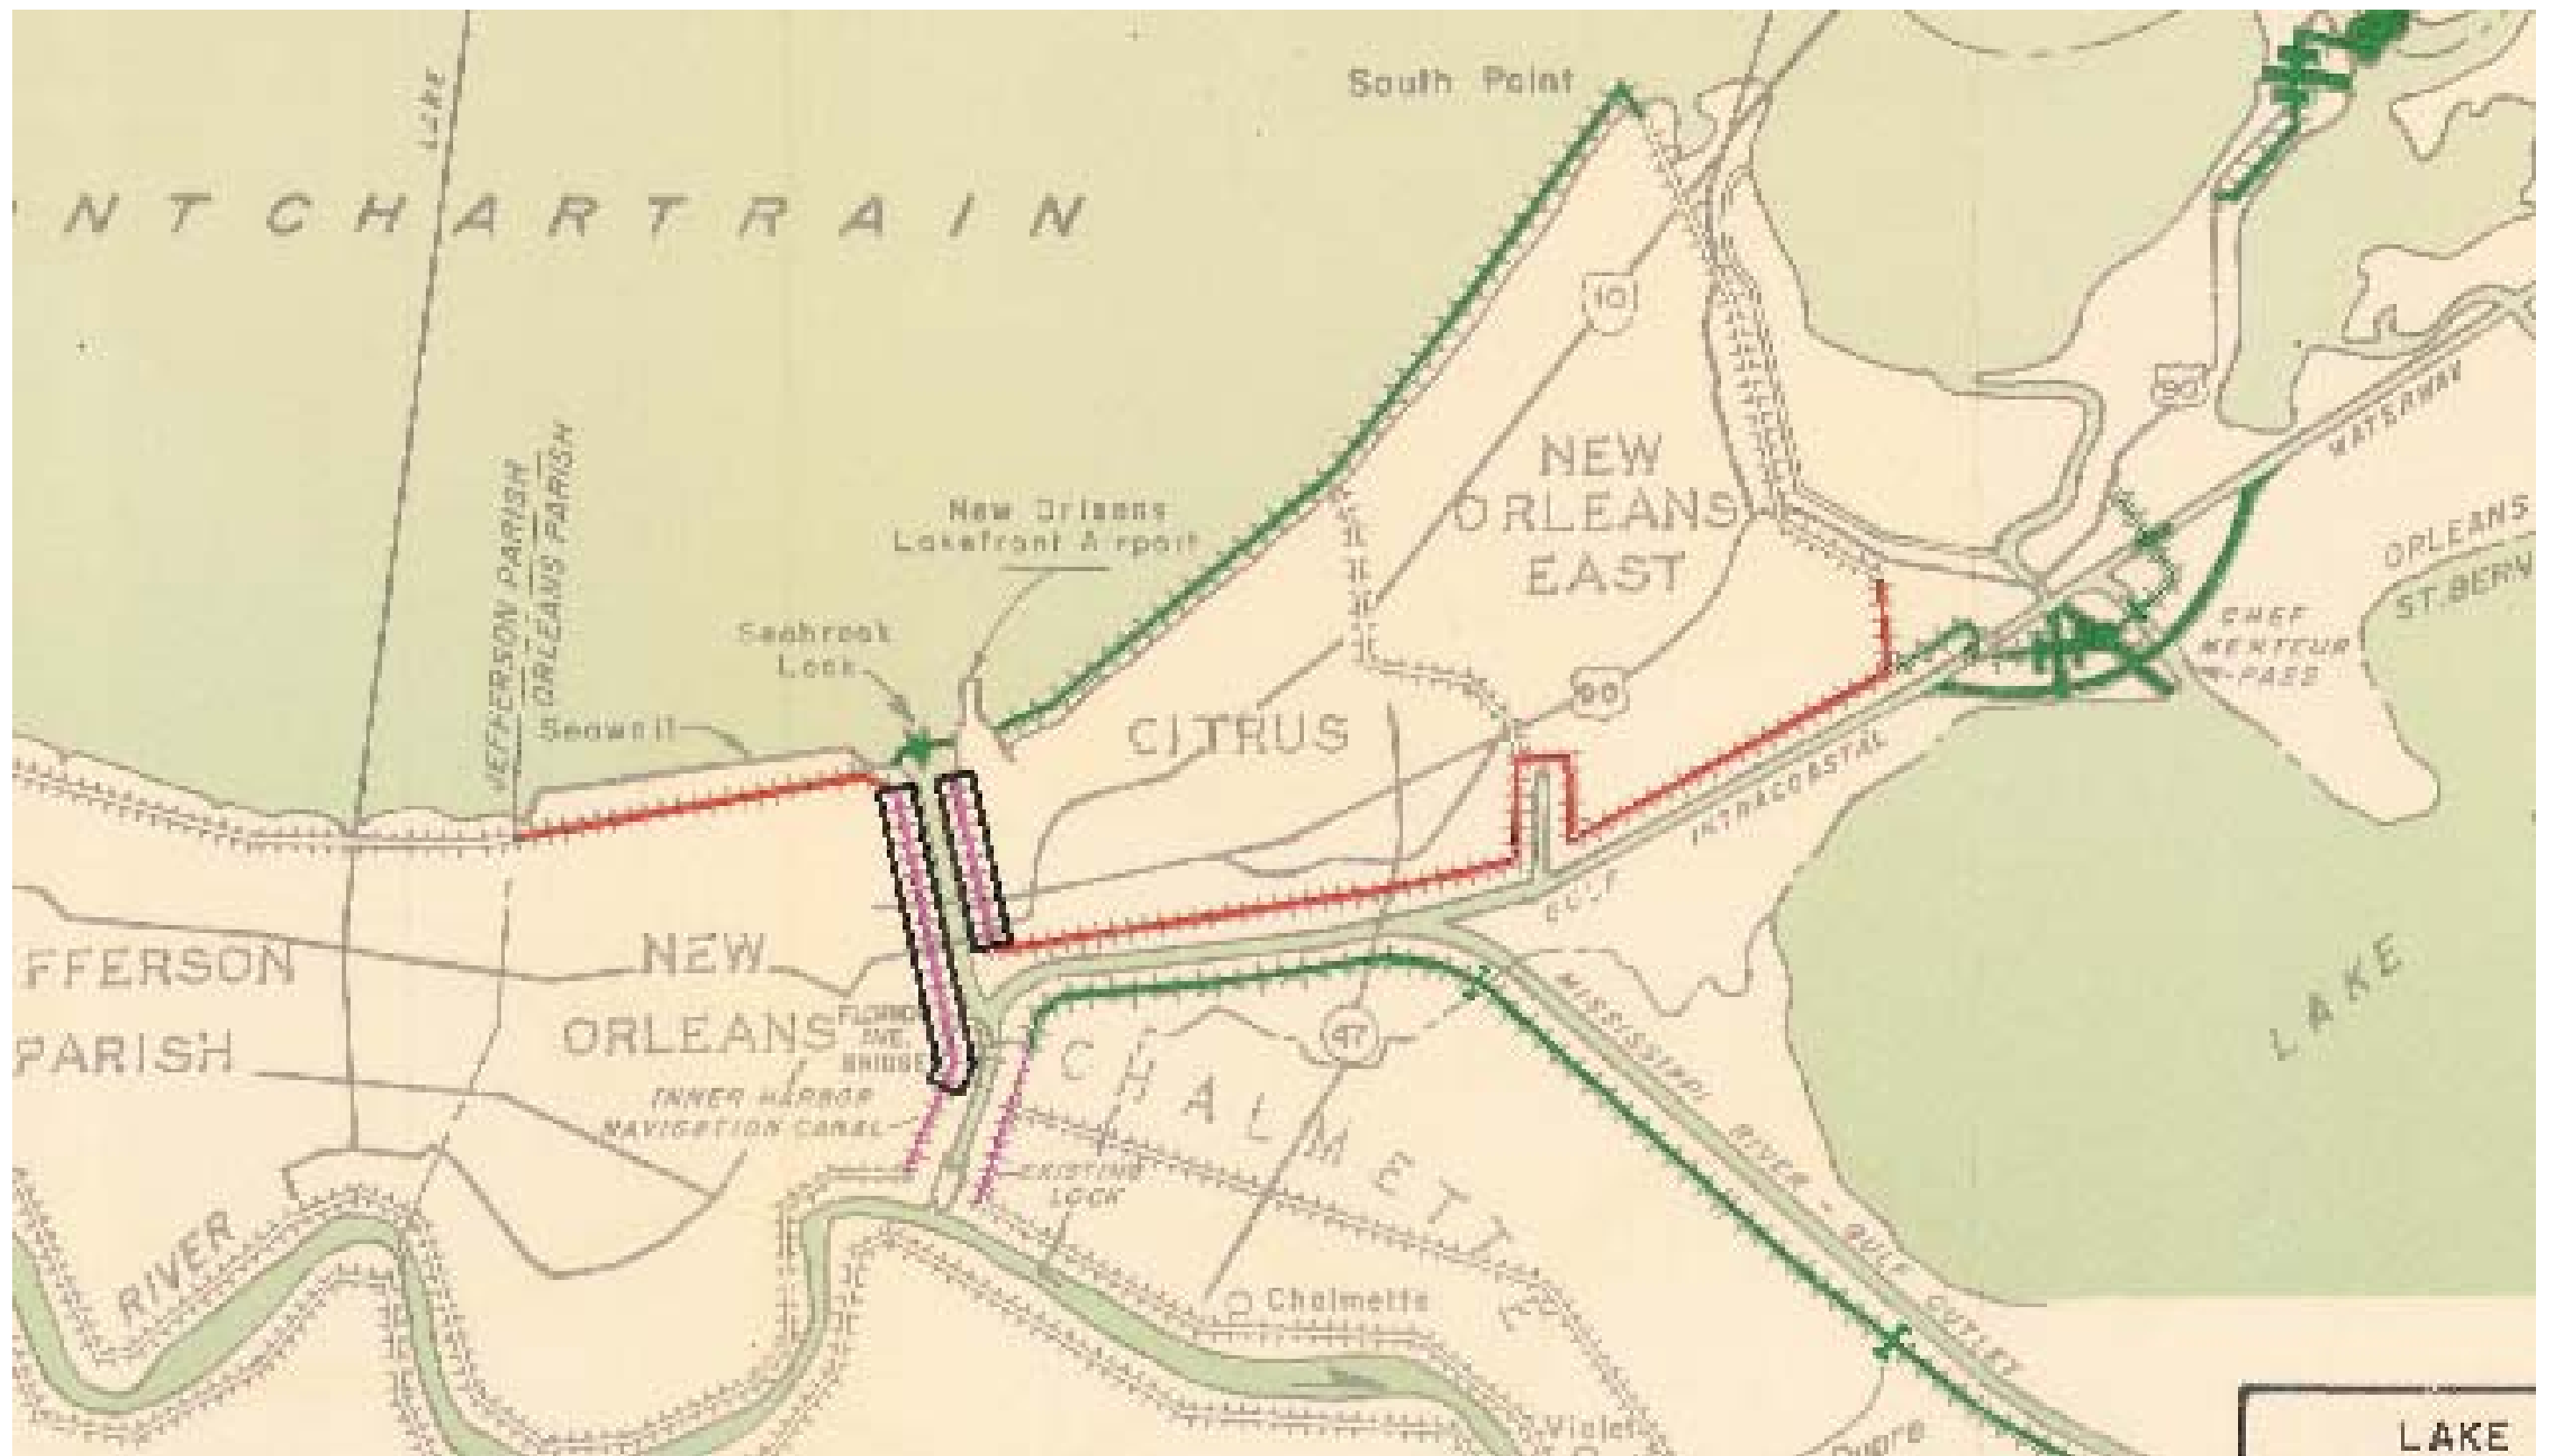 South Point
LAKE
NTCHARTRAIN
10
90
WATERWAY
NEW
ORLEANS
EAST
New Orleans
Lakefront Airport
JEFFERSON PARISH
ORLEANS PARISH
ORLEANS
ST. BERN
CHEF
MENTEUR
PASS
Seabrook
Lock
Seawall
CITRUS
90
INTRACOASTAL
GULF
FFERSON
PARISH
NEW
ORLEANS
FLORIDA
AVE.
BRIDGE
INNER HARBOR
NAVIGATION CANAL
47
CHALMETTE
EXISTING
LOCK
MISSISSIPPI
RIVER - GULF
OUTLET
LAKE
RIVER
Chalmette
Violet
Dupre
LAKE